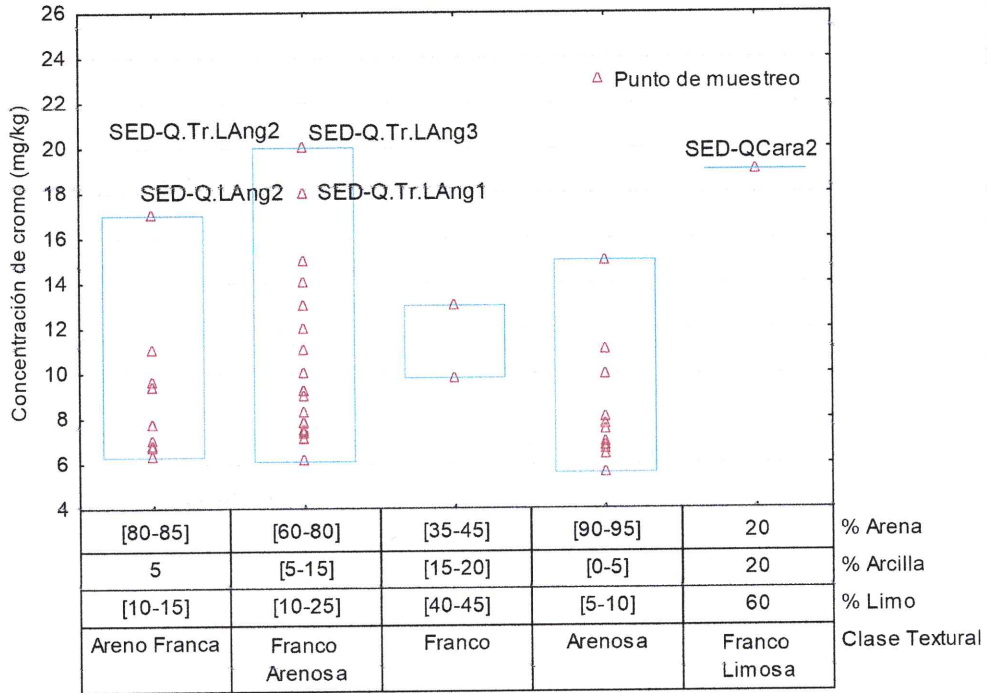 26
24
22
20
18
16
14
12
10
8
6
4
Concentración de cromo (mg/kg)
Punto de muestreo
SED-Q.Tr.LAng2
SED-Q.Tr.LAng3
SED-QCara2
SED-Q.LAng2
SED-Q.Tr.LAng1
[80-85] [60-80] [35-45] [90-95] 20 % Arena
5 [5-15] [15-20] [0-5] 20 % Arcilla
[10-15] [10-25] [40-45] [5-10] 60 % Limo
Areno Franca Franco Franco Arenosa Franco Clase Textural
Arenosa Limosa